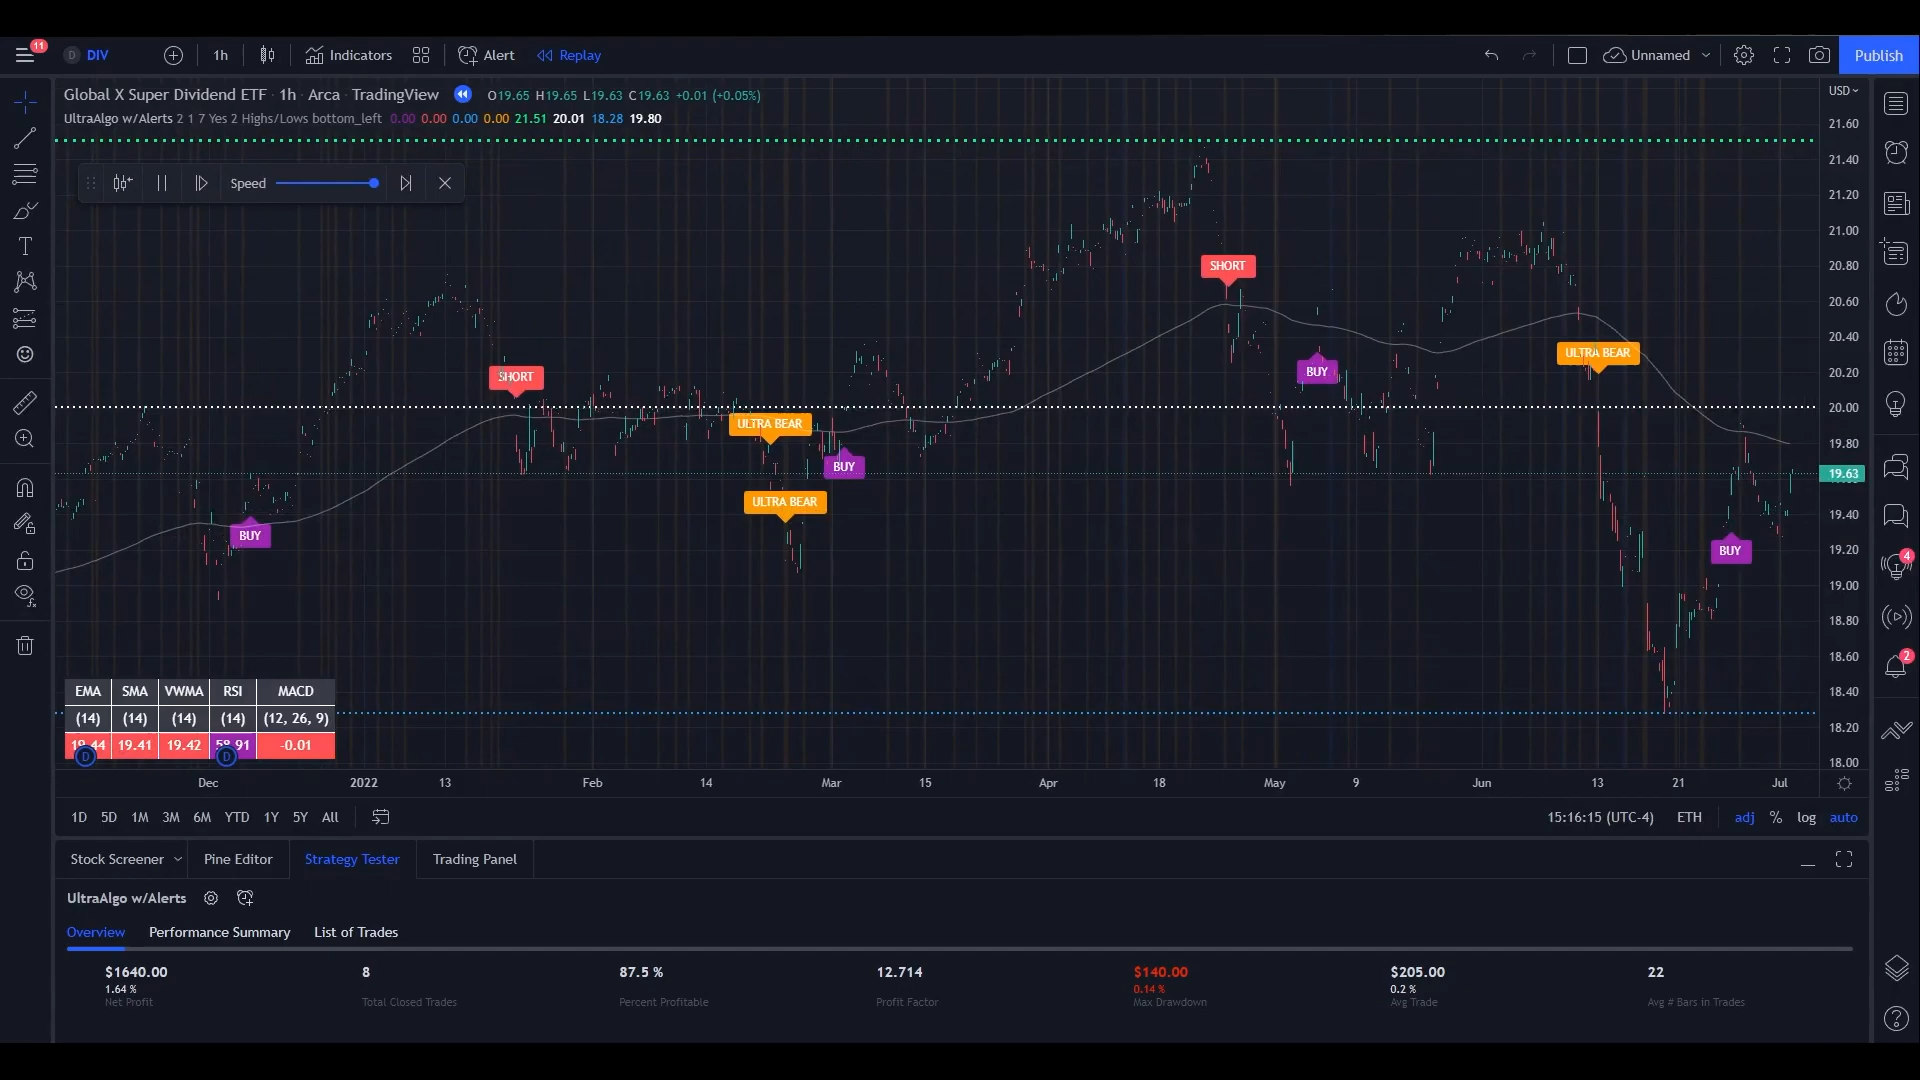 11
D DIV 1h Indicators Alert Replay Unnamed Publish
Global X Super Dividend ETF · 1h · Arca · TradingView O19.65 H19.65 L19.63 C19.63 +0.01 (+0.05%)
UltraAlgo w/Alerts 2 1 7 Yes 2 Highs/Lows bottom_left 0.00 0.00 0.00 0.00 21.51 20.01 18.28 19.80
USD
Speed
21.60
21.40
21.20
21.00
20.80
20.60
20.40
20.20
20.00
19.80
19.63
19.40
19.20
19.00
18.80
18.60
18.40
18.20
18.00
SHORT
SHORT
ULTRA BEAR
BUY
ULTRA BEAR
BUY
ULTRA BEAR
BUY
BUY
4
2
EMA SMA VWMA RSI MACD
(14) (14) (14) (14) (12, 26, 9)
19.44 19.41 19.42 58.91 -0.01
D D
Dec 2022 13 Feb 14 Mar 15 Apr 18 May 9 Jun 13 21 Jul
1D 5D 1M 3M 6M YTD 1Y 5Y All 15:16:15 (UTC-4) ETH adj % log auto
Stock Screener Pine Editor Strategy Tester Trading Panel
UltraAlgo w/Alerts
Overview Performance Summary List of Trades
$1640.00 8 87.5 % 12.714 $140.00 $205.00 22
1.64 % 0.14 % 0.2 %
Net Profit Total Closed Trades Percent Profitable Profit Factor Max Drawdown Avg Trade Avg # Bars in Trades